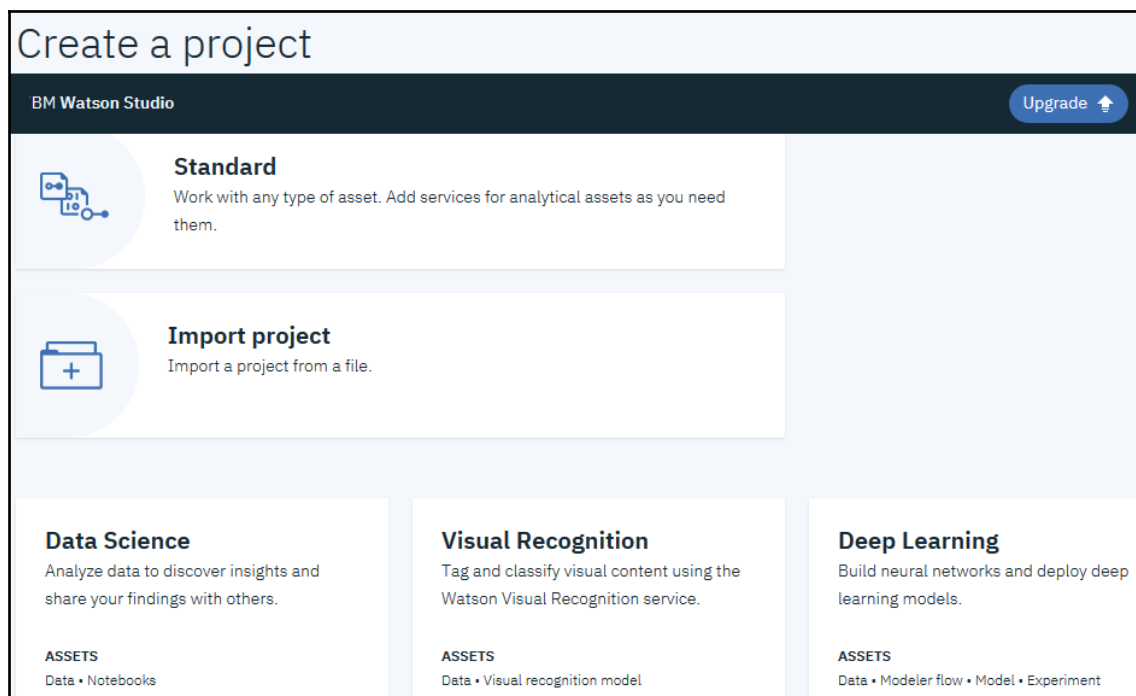 Create a project
BM Watson Studio
Upgrade
Standard
Work with any type of asset. Add services for analytical assets as you need
them.
Import project
Import a project from a file.
Data Science
Analyze data to discover insights and
share your findings with others.
ASSETS
Data • Notebooks
Visual Recognition
Tag and classify visual content using the
Watson Visual Recognition service.
ASSETS
Data • Visual recognition model
Deep Learning
Build neural networks and deploy deep
learning models.
ASSETS
Data • Modeler flow • Model • Experiment